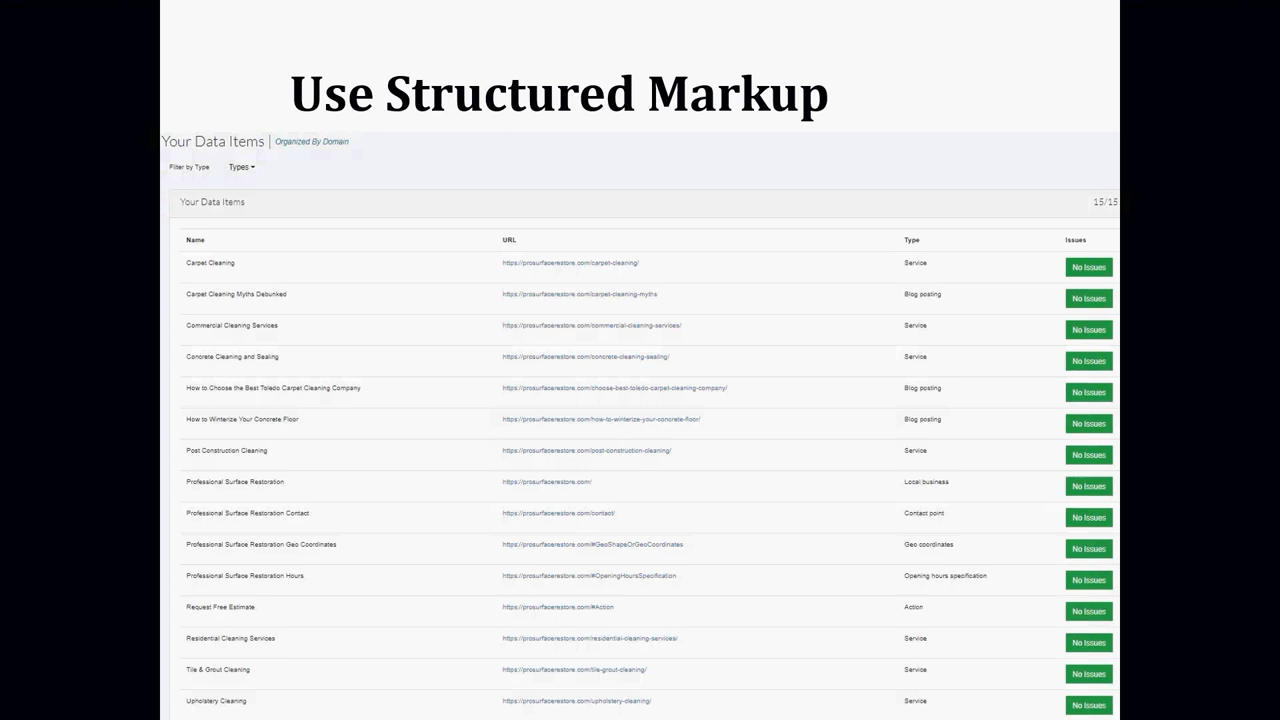 Use Structured Markup
Your Data Items | Organized By Domain
Filter by Type Types
Your Data Items 15/15
Name URL Type Issues
Carpet Cleaning https://prosurfacerestore.com/carpet-cleaning/ Service No Issues
Carpet Cleaning Myths Debunked https://prosurfacerestore.com/carpet-cleaning-myths Blog posting No Issues
Commercial Cleaning Services https://prosurfacerestore.com/commercial-cleaning-services/ Service No Issues
Concrete Cleaning and Sealing https://prosurfacerestore.com/concrete-cleaning-sealing/ Service No Issues
How to Choose the Best Toledo Carpet Cleaning Company https://prosurfacerestore.com/choose-best-toledo-carpet-cleaning-company/ Blog posting No Issues
How to Winterize Your Concrete Floor https://prosurfacerestore.com/how-to-winterize-your-concrete-floor/ Blog posting No Issues
Post Construction Cleaning https://prosurfacerestore.com/post-construction-cleaning/ Service No Issues
Professional Surface Restoration https://prosurfacerestore.com/ Local business No Issues
Professional Surface Restoration Contact https://prosurfacerestore.com/contact/ Contact point No Issues
Professional Surface Restoration Geo Coordinates https://prosurfacerestore.com/#GeoShapeOrGeoCoordinates Geo coordinates No Issues
Professional Surface Restoration Hours https://prosurfacerestore.com/#OpeningHoursSpecification Opening hours specification No Issues
Request Free Estimate https://prosurfacerestore.com/#Action Action No Issues
Residential Cleaning Services https://prosurfacerestore.com/residential-cleaning-services/ Service No Issues
Tile & Grout Cleaning https://prosurfacerestore.com/tile-grout-cleaning/ Service No Issues
Upholstery Cleaning https://prosurfacerestore.com/upholstery-cleaning/ Service No Issues